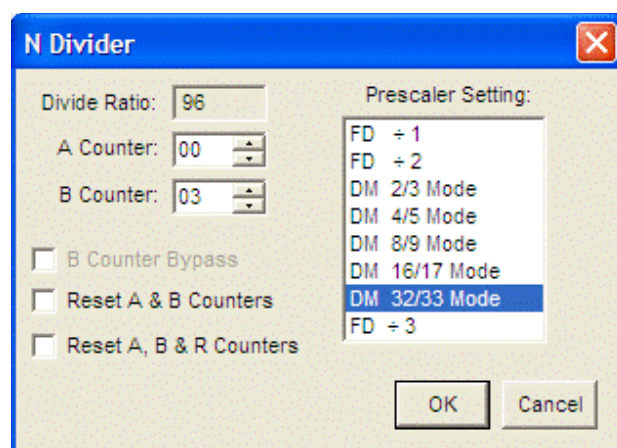 N Divider
Divide Ratio: 96
A Counter: 00
B Counter: 03
B Counter Bypass
Reset A & B Counters
Reset A, B & R Counters
Prescaler Setting:
FD ÷ 1
FD ÷ 2
DM 2/3 Mode
DM 4/5 Mode
DM 8/9 Mode
DM 16/17 Mode
DM 32/33 Mode
FD ÷ 3
OK
Cancel